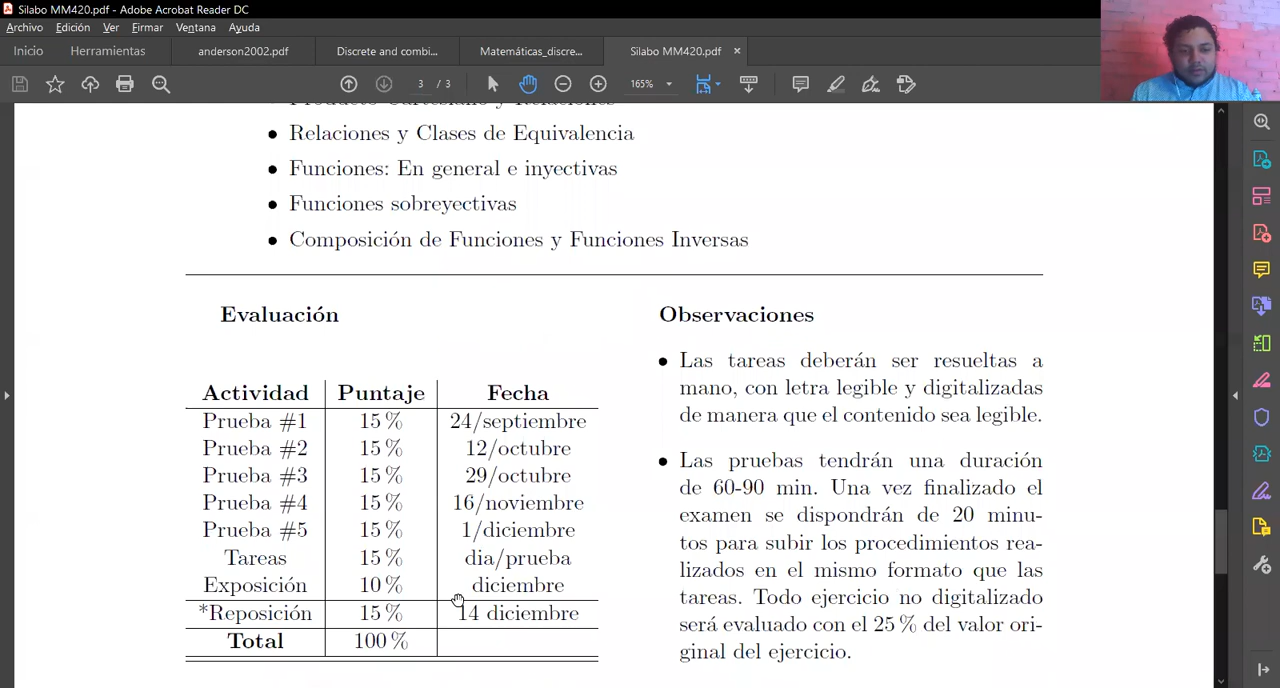 Silabo MM420.pdf - Adobe Acrobat Reader DC
Archivo Edición Ver Firmar Ventana Ayuda
Inicio Herramientas anderson2002.pdf Discrete and combi... Matemáticas_discre... Silabo MM420.pdf ×
3 / 3 165%
Producto Cartesiano y Relaciones
• Relaciones y Clases de Equivalencia
• Funciones: En general e inyectivas
• Funciones sobreyectivas
• Composición de Funciones y Funciones Inversas
Evaluación
Actividad Puntaje Fecha
Prueba #1 15 % 24/septiembre
Prueba #2 15 % 12/octubre
Prueba #3 15 % 29/octubre
Prueba #4 15 % 16/noviembre
Prueba #5 15 % 1/diciembre
Tareas 15 % dia/prueba
Exposición 10 % diciembre
*Reposición 15 % 14 diciembre
Total 100 %
Observaciones
• Las tareas deberán ser resueltas a
mano, con letra legible y digitalizadas
de manera que el contenido sea legible.
• Las pruebas tendrán una duración
de 60-90 min. Una vez finalizado el
examen se dispondrán de 20 minu-
tos para subir los procedimientos rea-
lizados en el mismo formato que las
tareas. Todo ejercicio no digitalizado
será evaluado con el 25 % del valor ori-
ginal del ejercicio.